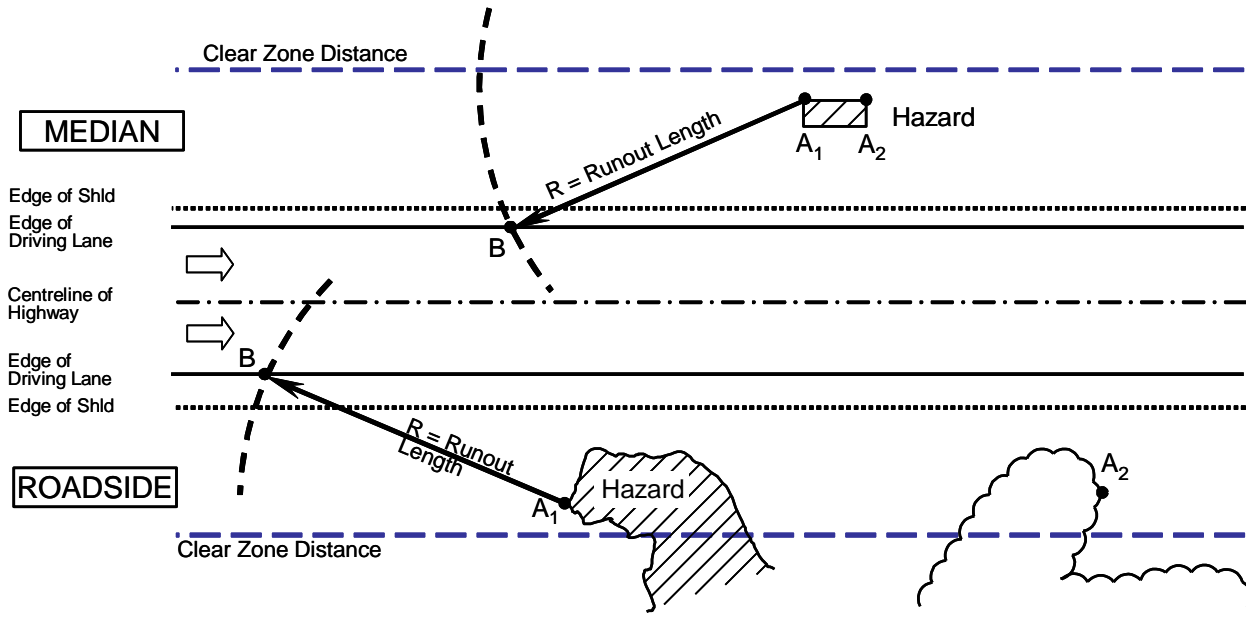 Clear Zone Distance
MEDIAN
Hazard
A1 A2
R = Runout Length
Edge of Shld
Edge of
Driving Lane
B
Centreline of
Highway
B
Edge of
Driving Lane
Edge of Shld
R = Runout
Length
A2
ROADSIDE
Hazard
A1
Clear Zone Distance